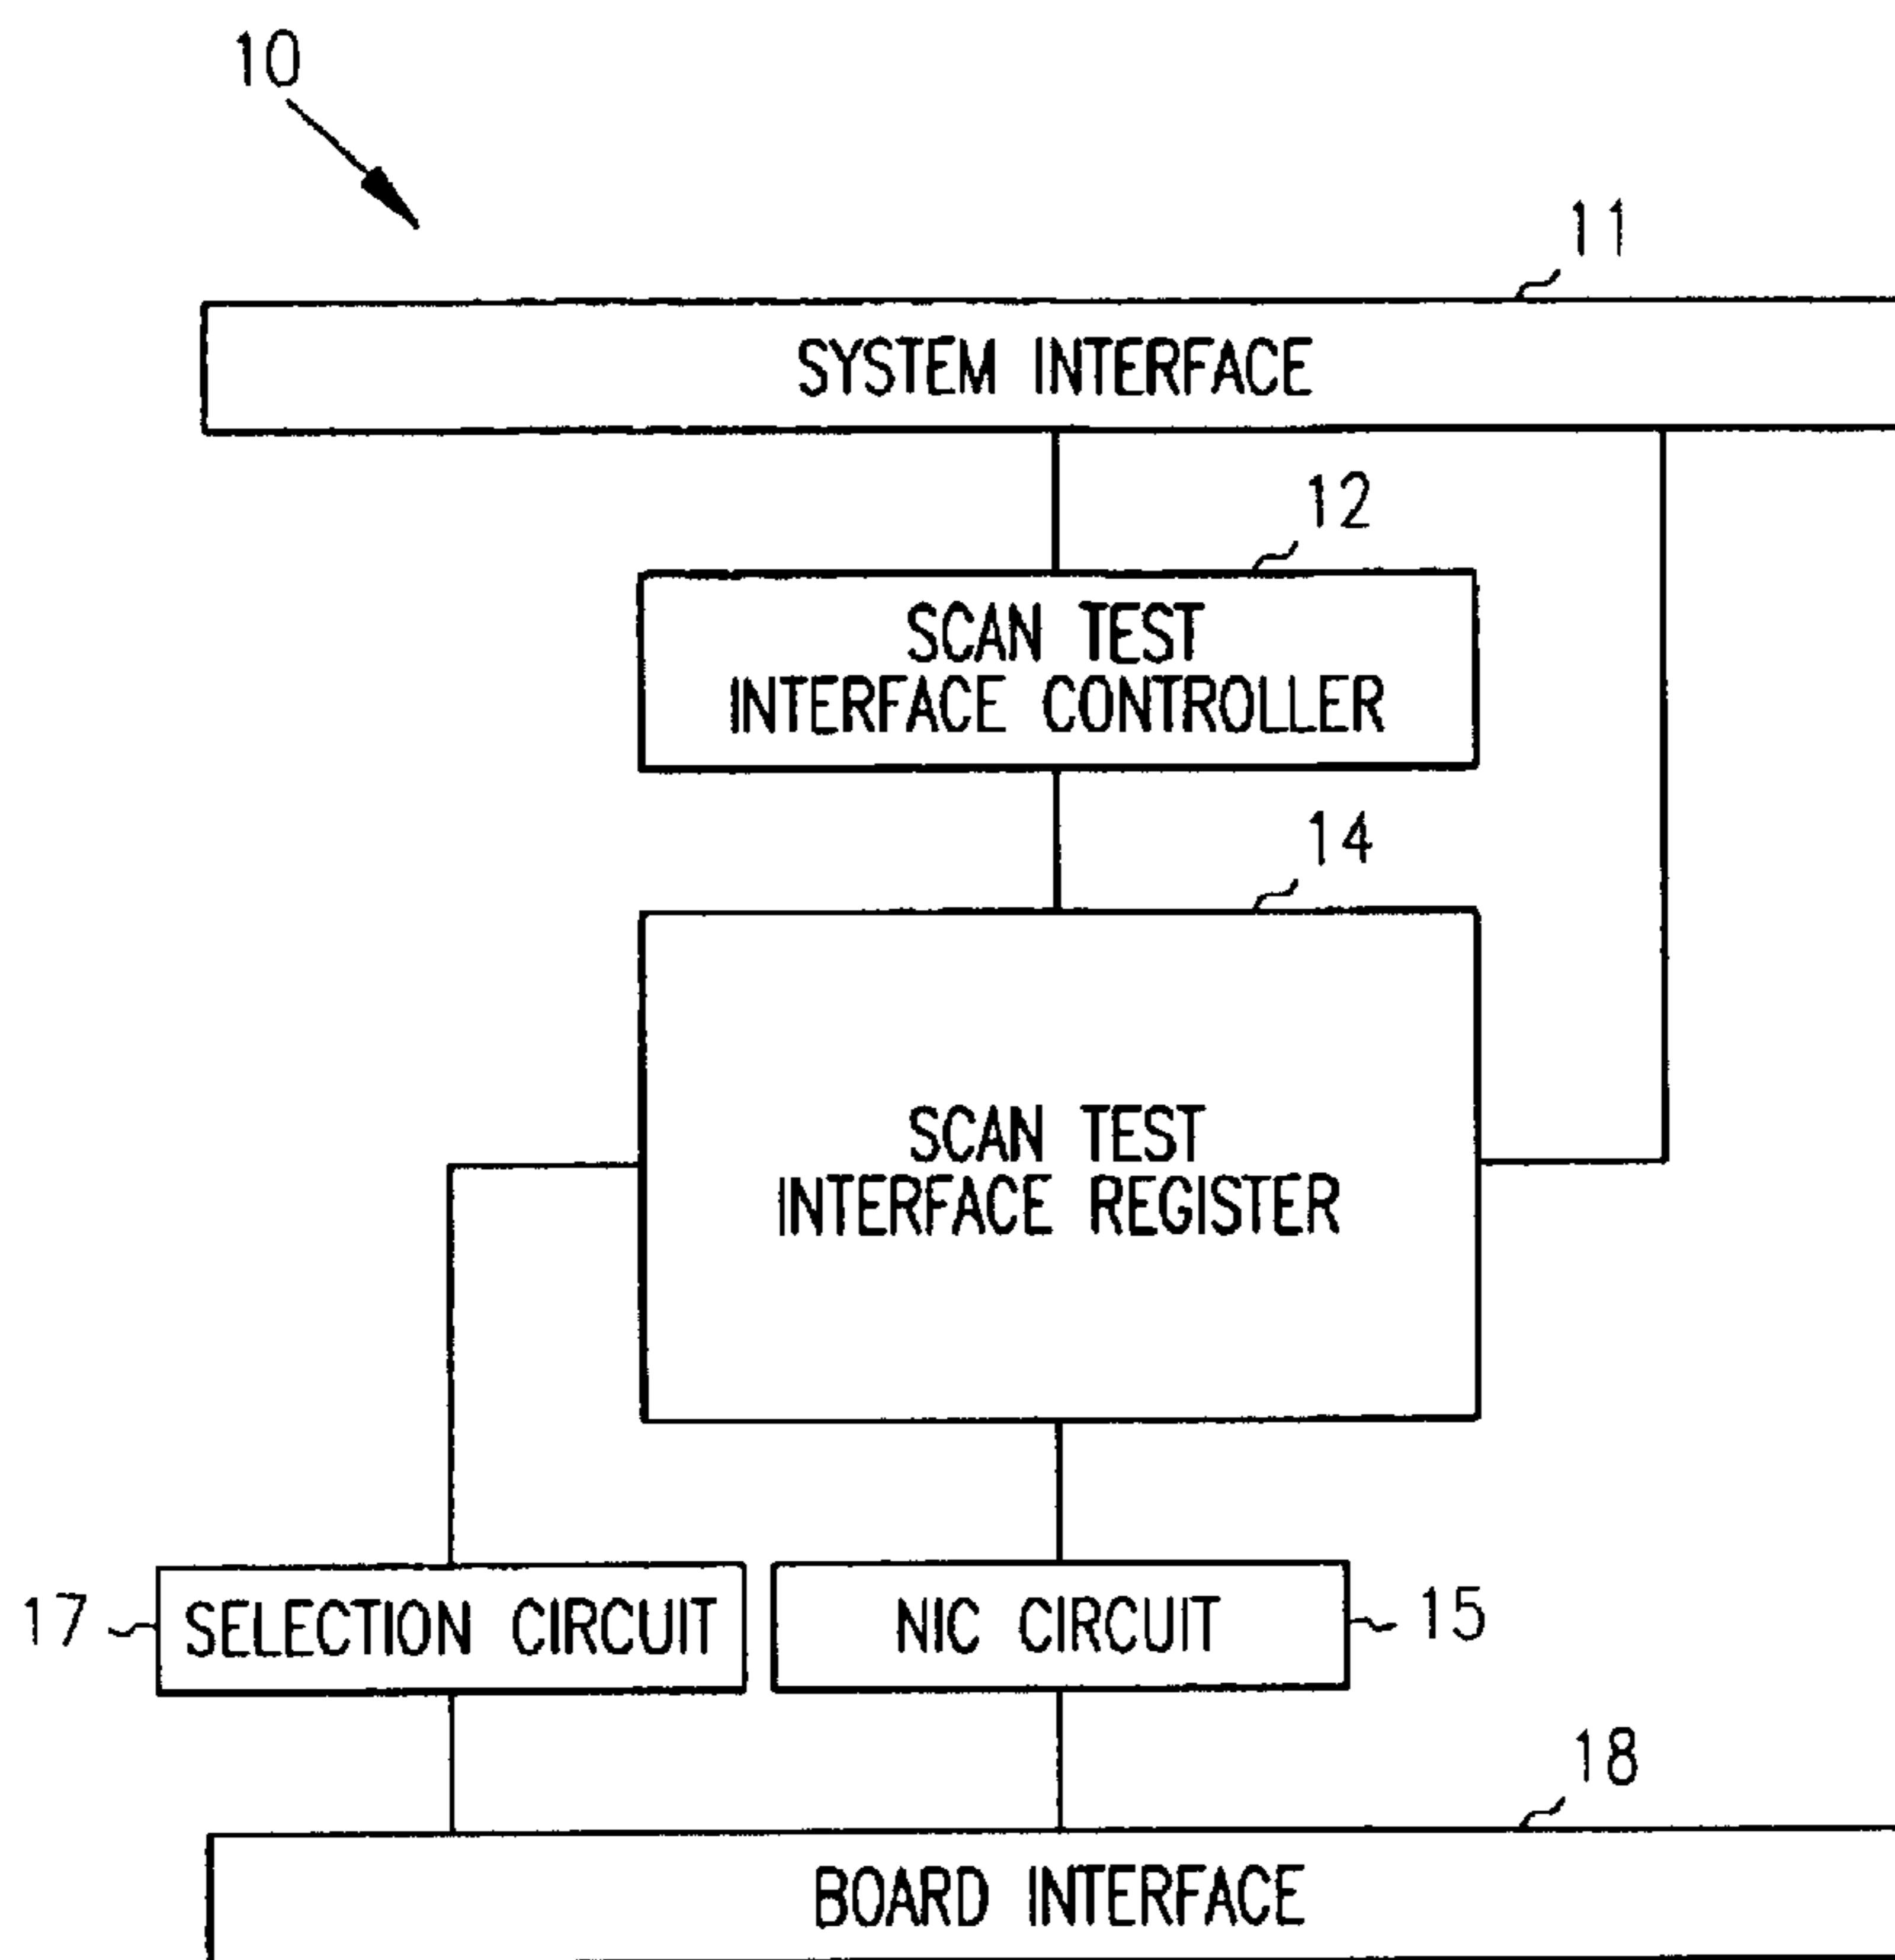 10
11
SYSTEM INTERFACE
12
SCAN TEST
INTERFACE CONTROLLER
14
SCAN TEST
INTERFACE REGISTER
17
SELECTION CIRCUIT
NIC CIRCUIT
15
18
BOARD INTERFACE